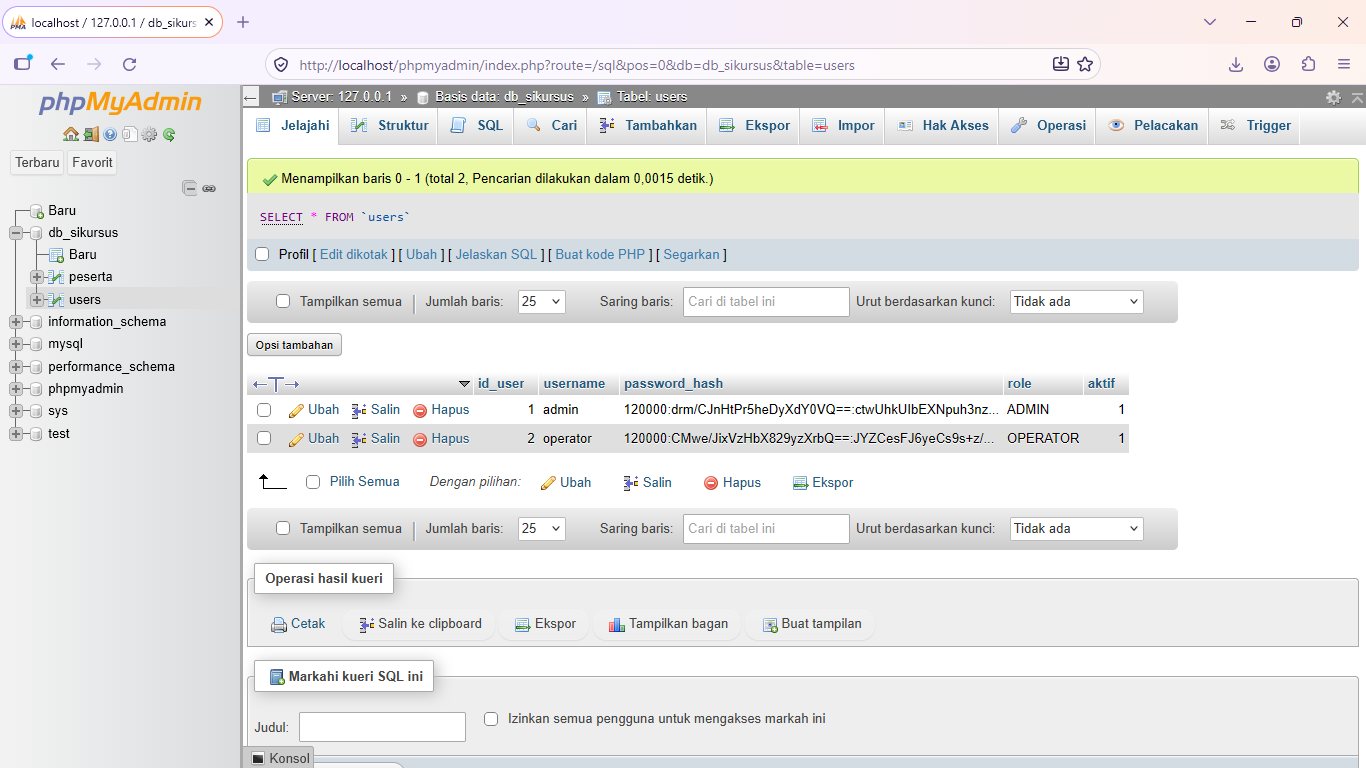 localhost / 127.0.0.1 / db_sikurs
http://localhost/phpmyadmin/index.php?route=/sql&pos=0&db=db_sikursus&table=users
phpMyAdmin
Terbaru Favorit
Baru
db_sikursus
Baru
peserta
users
information_schema
mysql
performance_schema
phpmyadmin
sys
test
Server: 127.0.0.1 » Basis data: db_sikursus » Tabel: users
Jelajahi Struktur SQL Cari Tambahkan Ekspor Impor Hak Akses Operasi Pelacakan Trigger
Menampilkan baris 0 - 1 (total 2, Pencarian dilakukan dalam 0,0015 detik.)
SELECT * FROM `users`
Profil [ Edit dikotak ] [ Ubah ] [ Jelaskan SQL ] [ Buat kode PHP ] [ Segarkan ]
Tampilkan semua Jumlah baris: 25 Saring baris: Cari di tabel ini Urut berdasarkan kunci: Tidak ada
Opsi tambahan
←T→ id_user username password_hash role aktif
Ubah Salin Hapus 1 admin 120000:drm/CJnHtPr5heDyXdY0VQ==:ctwUhkUIbEXNpuh3nz... ADMIN 1
Ubah Salin Hapus 2 operator 120000:CMwe/JixVzHbX829yzXrbQ==:JYZCesFJ6yeCs9s+z/... OPERATOR 1
Pilih Semua Dengan pilihan: Ubah Salin Hapus Ekspor
Tampilkan semua Jumlah baris: 25 Saring baris: Cari di tabel ini Urut berdasarkan kunci: Tidak ada
Operasi hasil kueri
Cetak Salin ke clipboard Ekspor Tampilkan bagan Buat tampilan
Markahi kueri SQL ini
Judul: Izinkan semua pengguna untuk mengakses markah ini
Konsol